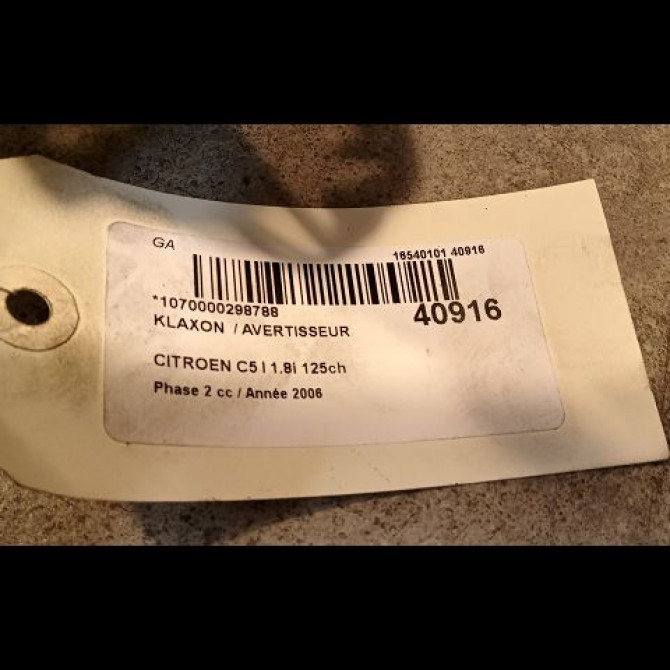 GA
16540101 40916
*1070000298788
40916
KLAXON / AVERTISSEUR
CITROEN C5 I 1.8i 125ch
Phase 2 cc / Année 2006